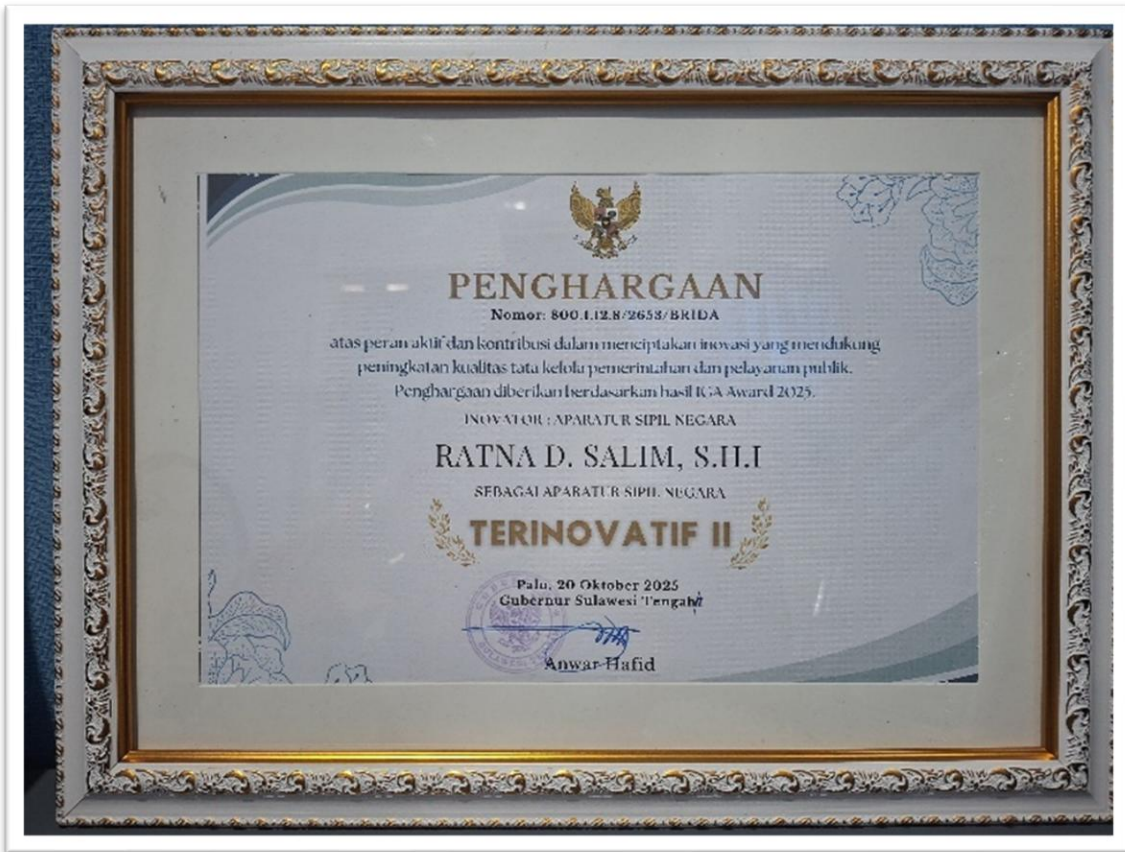 PENGHARGAAN
Nomor: 800.1.12.8/2653/BRIDA
atas peran aktif dan kontribusi dalam menciptakan inovasi yang mendukung
peningkatan kualitas tata kelola pemerintahan dan pelayanan publik.
Penghargaan diberikan berdasarkan hasil IGA Award 2025.
INOVATOR : APARATUR SIPIL NEGARA
RATNA D. SALIM, S.H.I
SEBAGAI APARATUR SIPIL NEGARA
TERINOVATIF II
Palu, 20 Oktober 2025
Gubernur Sulawesi Tengah
Anwar Hafid